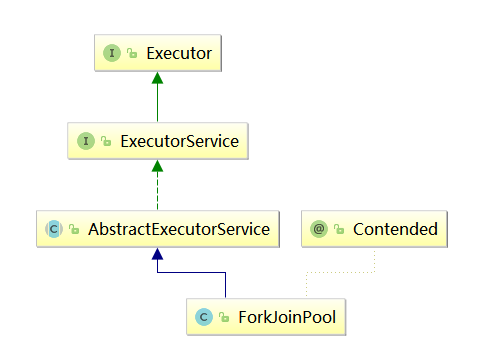 I Executor
I ExecutorService
C AbstractExecutorService
@ Contended
C ForkJoinPool